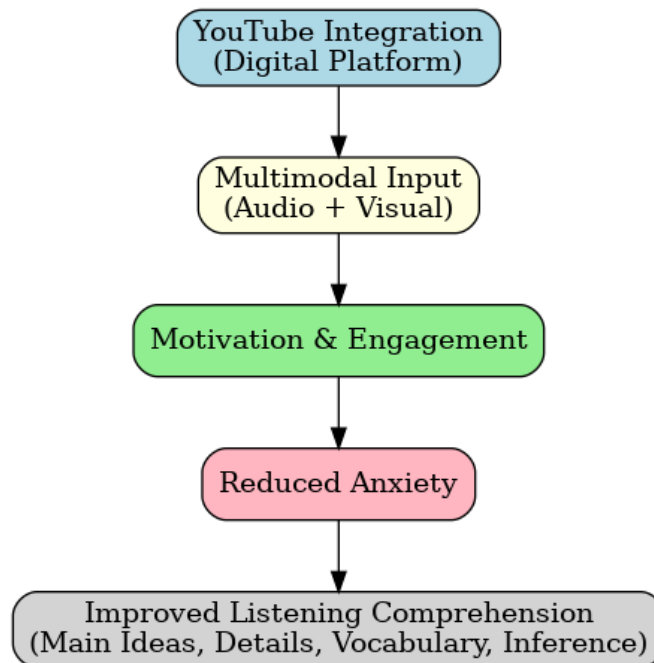 YouTube Integration
(Digital Platform)
Multimodal Input
(Audio + Visual)
Motivation & Engagement
Reduced Anxiety
Improved Listening Comprehension
(Main Ideas, Details, Vocabulary, Inference)